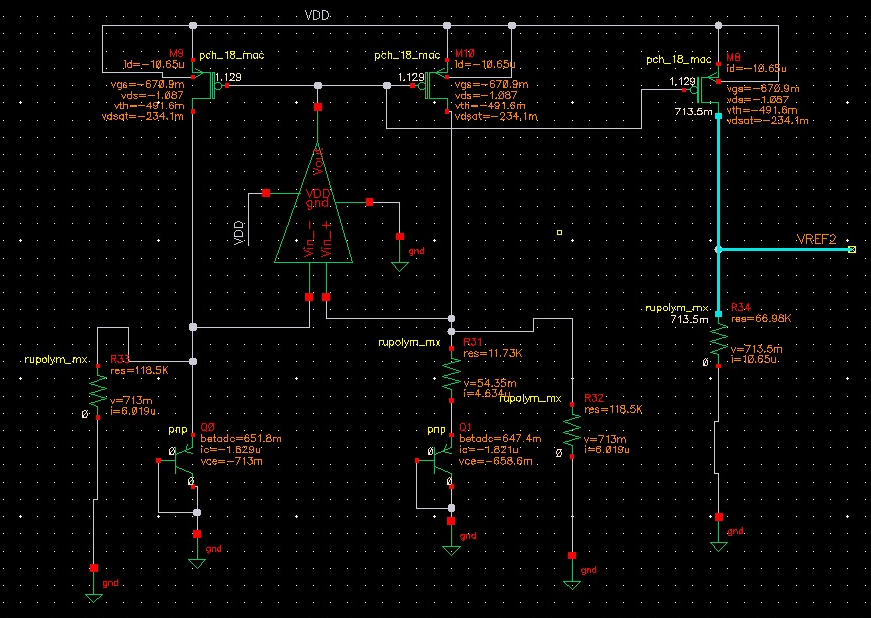 VDD
M9
pch_18_mac
id=-10.65u
1.129
vgs=-670.9m
vds=-1.087
vth=-491.6m
vdsat=-234.1m
M10
pch_18_mac
id=-10.65u
1.129
vgs=-670.9m
vds=-1.087
vth=-491.6m
vdsat=-234.1m
M8
pch_18_mac
id=-10.65u
1.129
vgs=-670.9m
vds=-1.087
713.5m
vth=-491.6m
vdsat=-234.1m
Vout
VDD
gnd
VDD
Vin_-
Vin_+
gnd
VREF2
rupolym_mx
R34
713.5m
res=66.98K
v=713.5m
0
i=10.65u
rupolym_mx
R33
res=118.5K
v=713m
0
i=6.019u
rupolym_mx
R31
res=11.73K
v=54.35m
i=4.634u
rupolym_mx
R32
res=118.5K
v=713m
0
i=6.019u
pnp
Q0
betadc=651.8m
0
ic=-1.829u
vce=-713m
0
pnp
Q1
betadc=647.4m
0
ic=-1.821u
vce=-658.6m
0
gnd
gnd
gnd
gnd
gnd